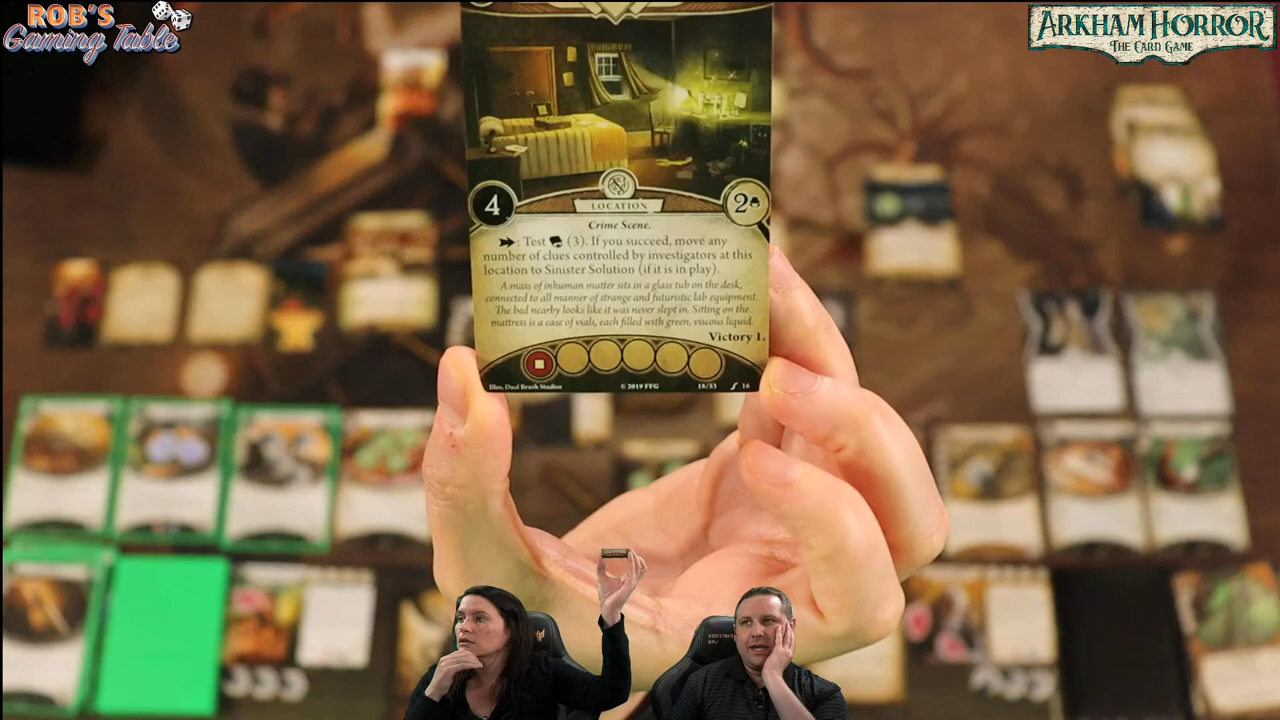 ROB'S
Gaming Table
ARKHAM HORROR
THE CARD GAME
4
LOCATION
2
Crime Scene.
: Test (3). If you succeed, move any
number of clues controlled by investigators at this
location to Sinister Solution (if it is in play).
A mass of inhuman matter sits in a glass tub on the desk,
connected to all manner of strange and futuristic lab equipment.
The bed nearby looks like it was never slept in. Sitting on the
mattress is a case of vials, each filled with green, viscous liquid.
Victory 1.
Illus. Dual Brush Studios
© 2019 FFG
18/53
16